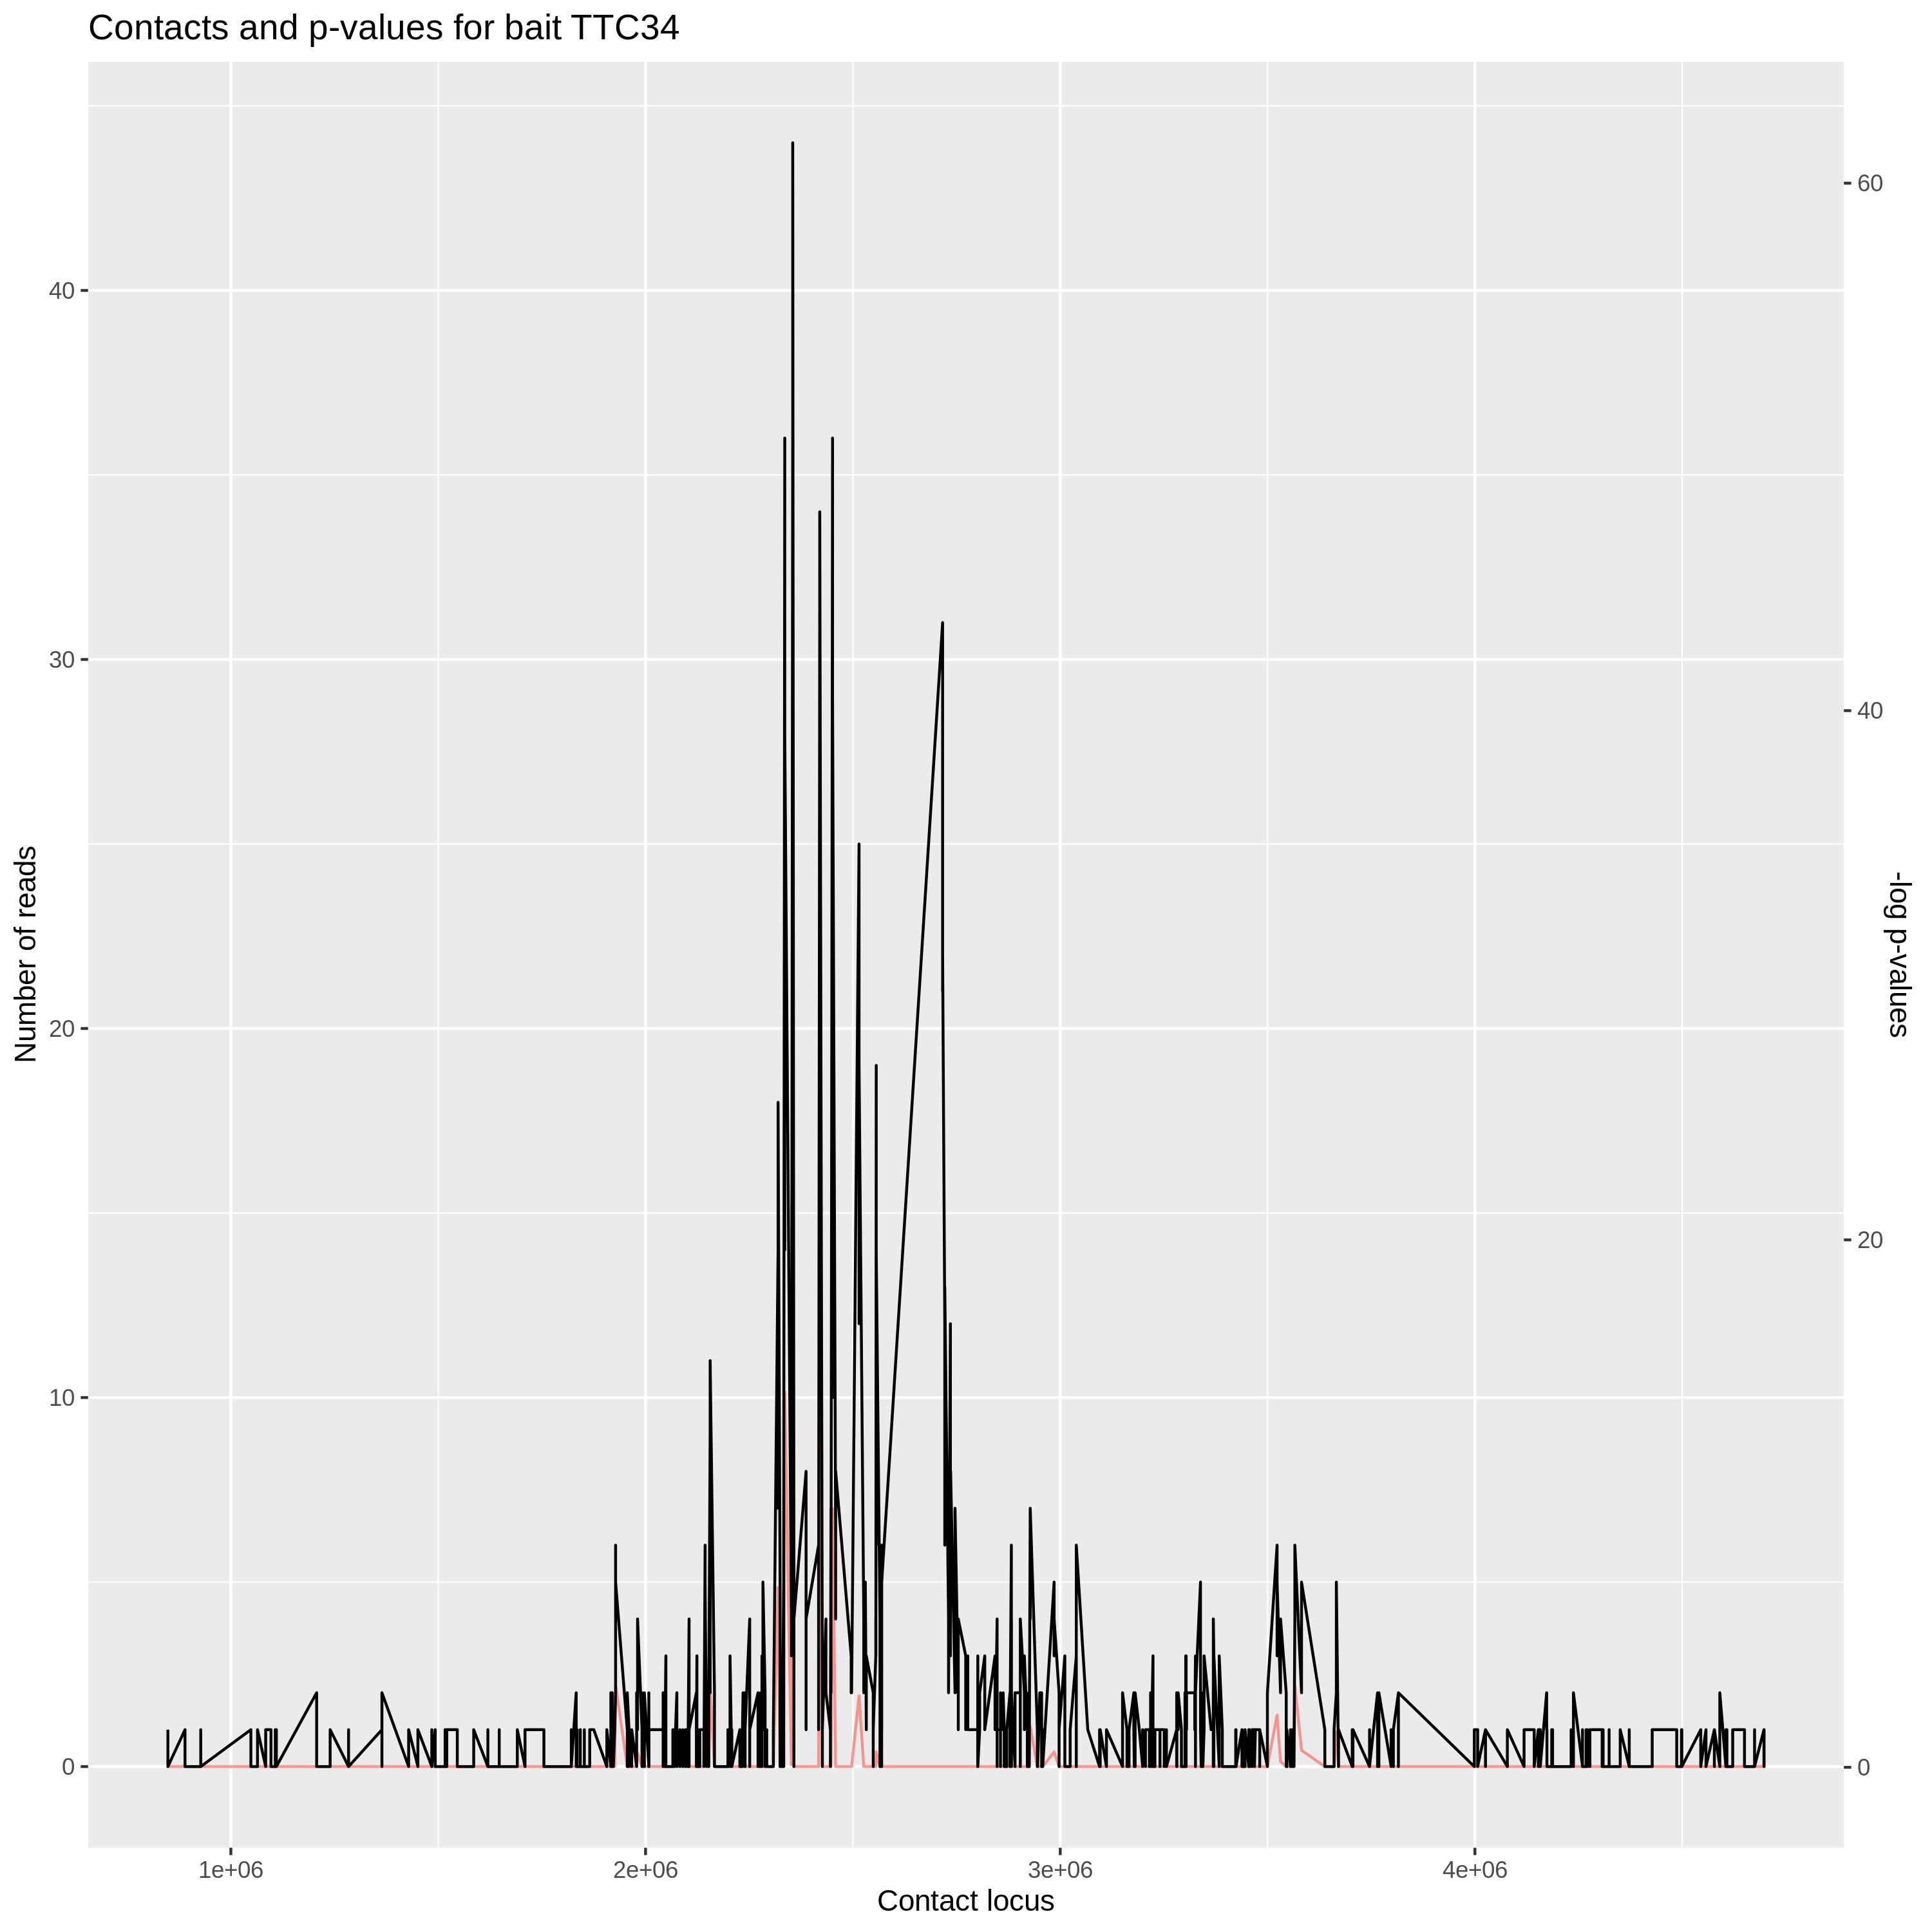 Contacts and p-values for bait TTC34
Number of reads
40
30
20
10
0
60
40
20
0
-log p-values
1e+06
2e+06
3e+06
4e+06
Contact locus